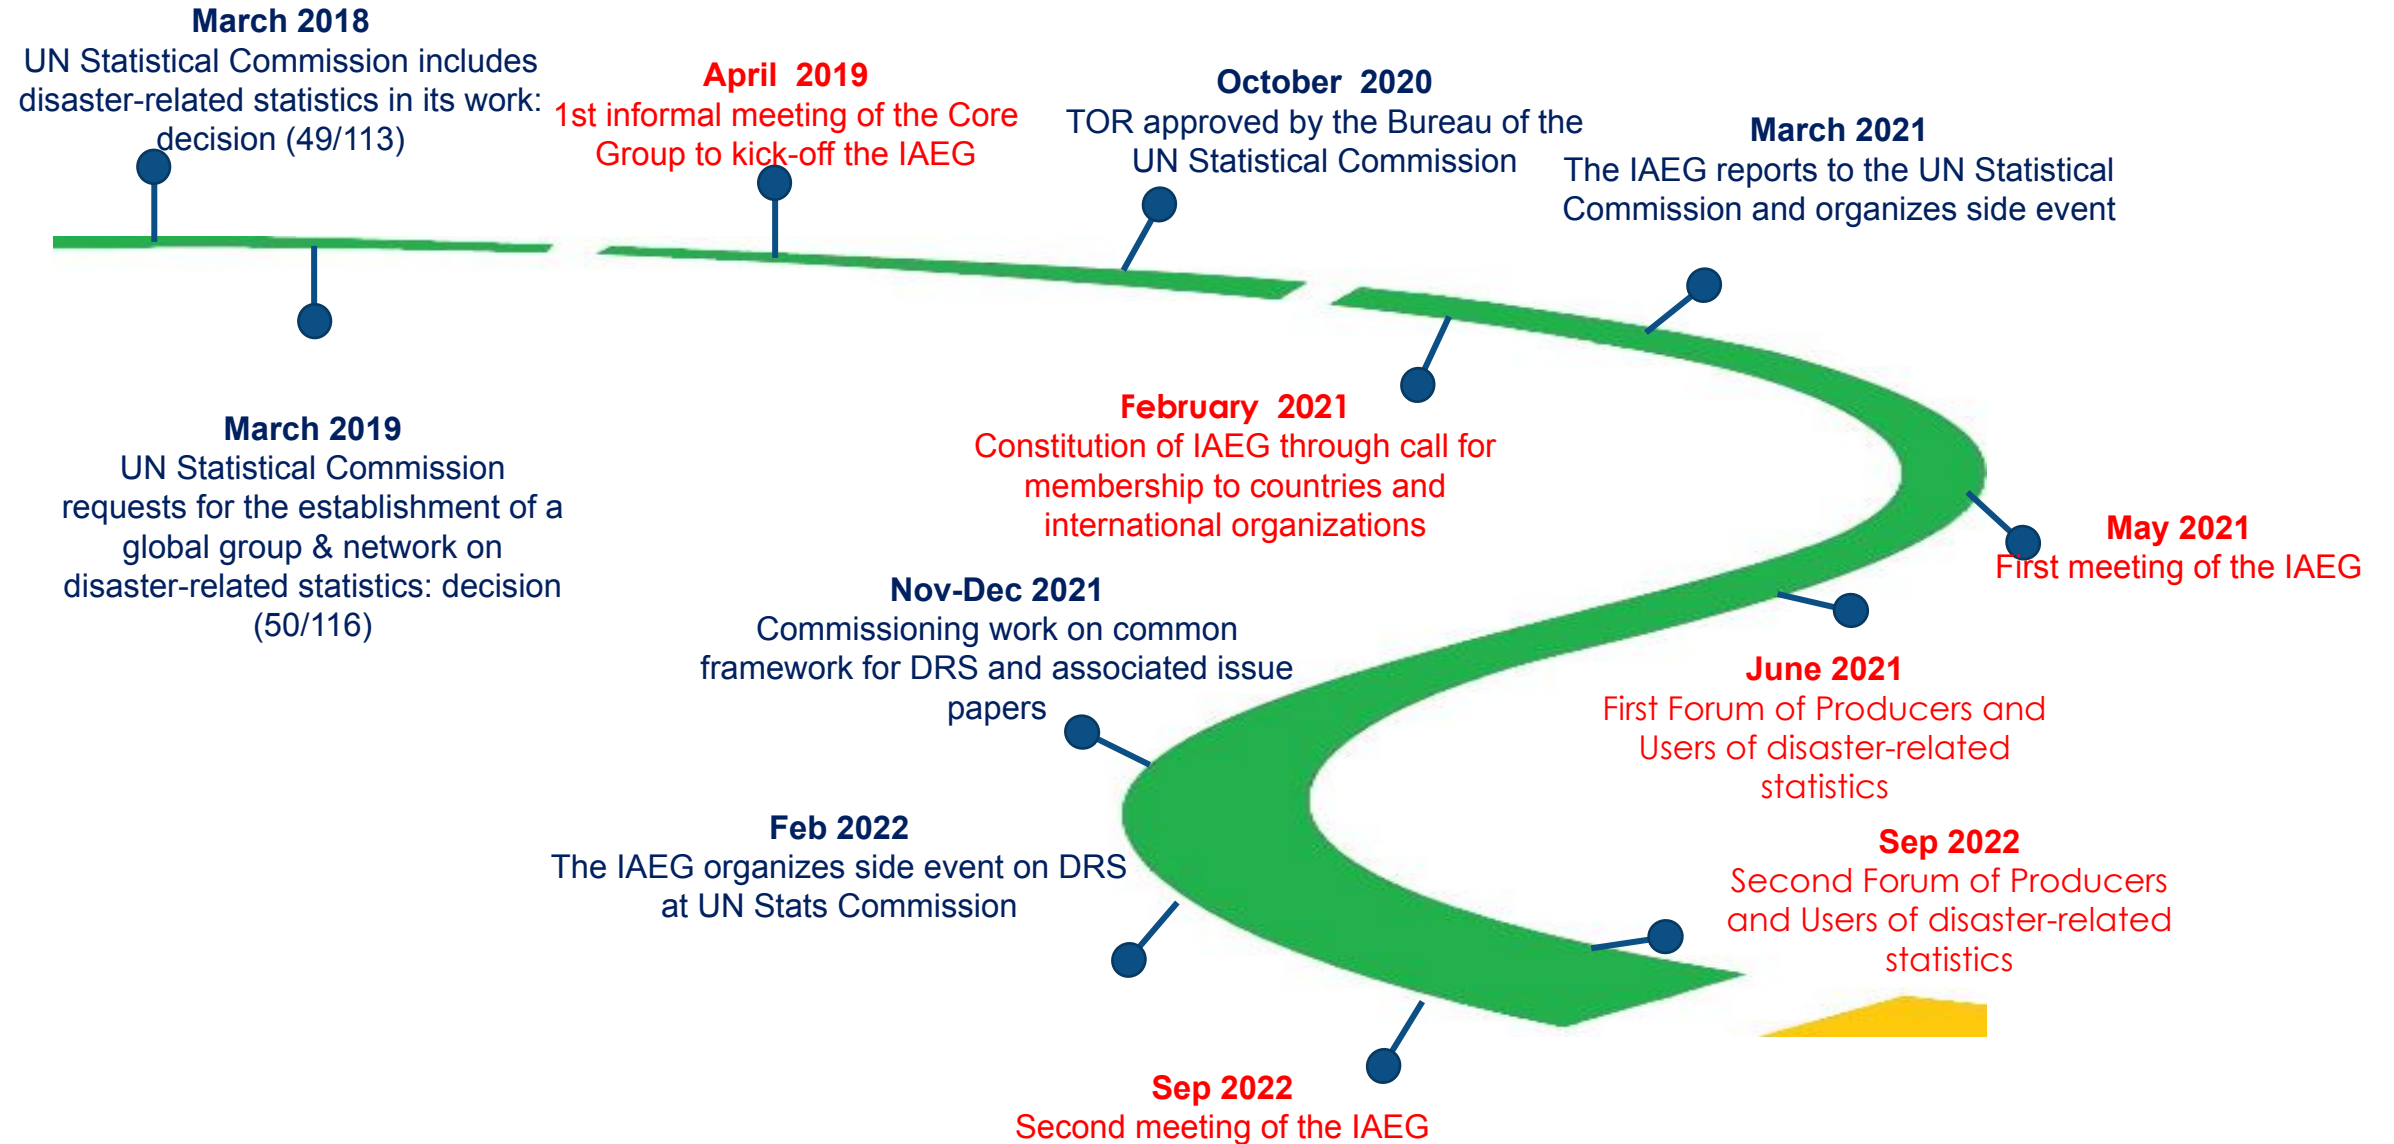 March 2018
UN Statistical Commission includes
disaster-related statistics in its work:
decision (49/113)
April  2019
1st informal meeting of the Core
Group to kick-off the IAEG
October  2020
TOR approved by the Bureau of the
UN Statistical Commission
March 2021
The IAEG reports to the UN Statistical
Commission and organizes side event
March 2019
UN Statistical Commission
requests for the establishment of a
global group & network on
disaster-related statistics: decision
(50/116)
February  2021
Constitution of IAEG through call for
membership to countries and
international organizations
May 2021
First meeting of the IAEG
Nov-Dec 2021
Commissioning work on common
framework for DRS and associated issue
papers
June 2021
First Forum of Producers and
Users of disaster-related
statistics
Feb 2022
The IAEG organizes side event on DRS
at UN Stats Commission
Sep 2022
Second Forum of Producers
and Users of disaster-related
statistics
Sep 2022
Second meeting of the IAEG